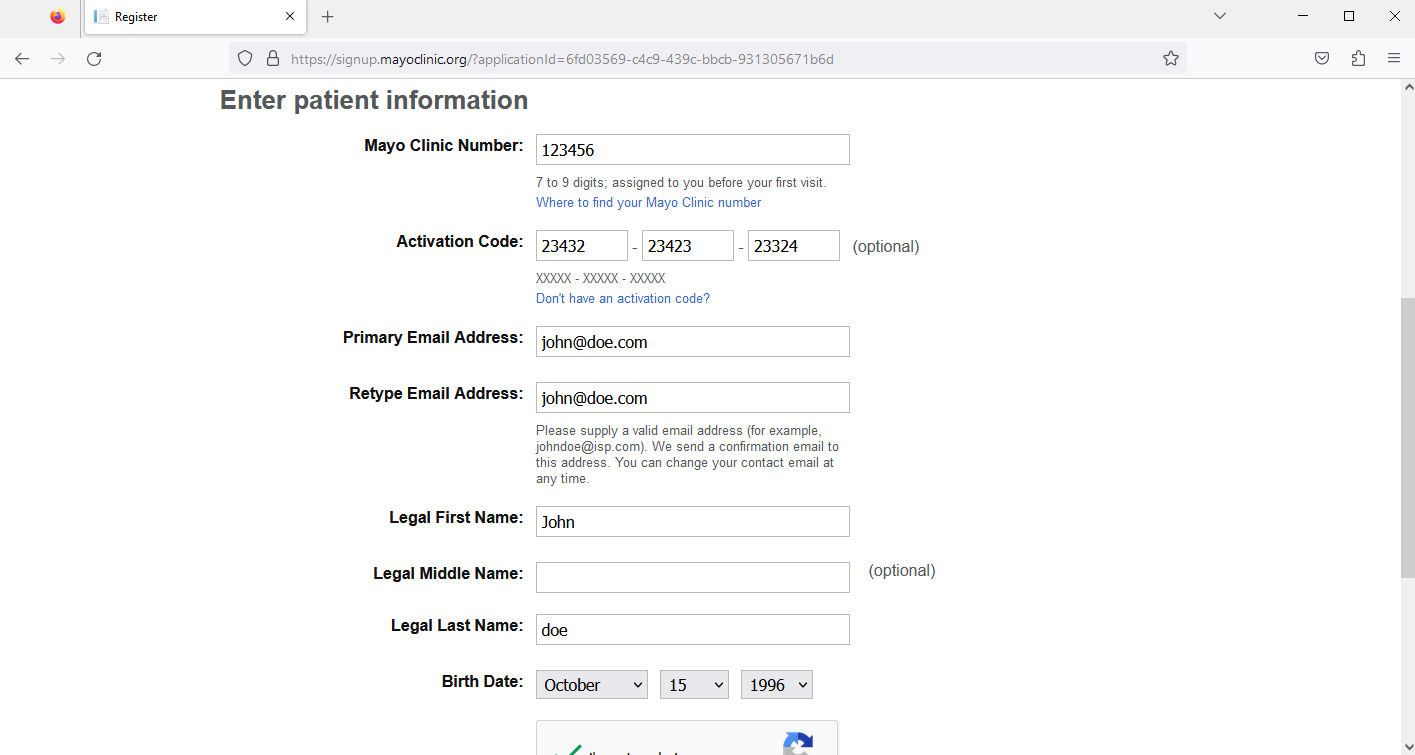 Register
https://signup.mayoclinic.org/?applicationId=6fd03569-c4c9-439c-bbcb-931305671b6d
Enter patient information
Mayo Clinic Number: 123456
7 to 9 digits; assigned to you before your first visit.
Where to find your Mayo Clinic number
Activation Code: 23432 - 23423 - 23324 (optional)
XXXXX - XXXXX - XXXXX
Don't have an activation code?
Primary Email Address: john@doe.com
Retype Email Address: john@doe.com
Please supply a valid email address (for example,
johndoe@isp.com). We send a confirmation email to
this address. You can change your contact email at
any time.
Legal First Name: John
Legal Middle Name: (optional)
Legal Last Name: doe
Birth Date: October 15 1996